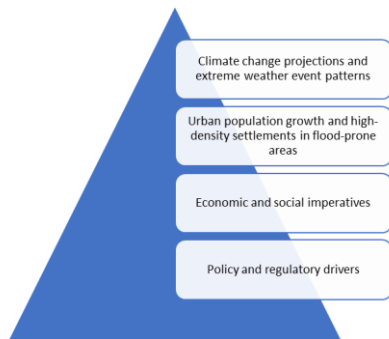 Climate change projections and
extreme weather event patterns
Urban population growth and high-
density settlements in flood-prone
areas
Economic and social imperatives
Policy and regulatory drivers